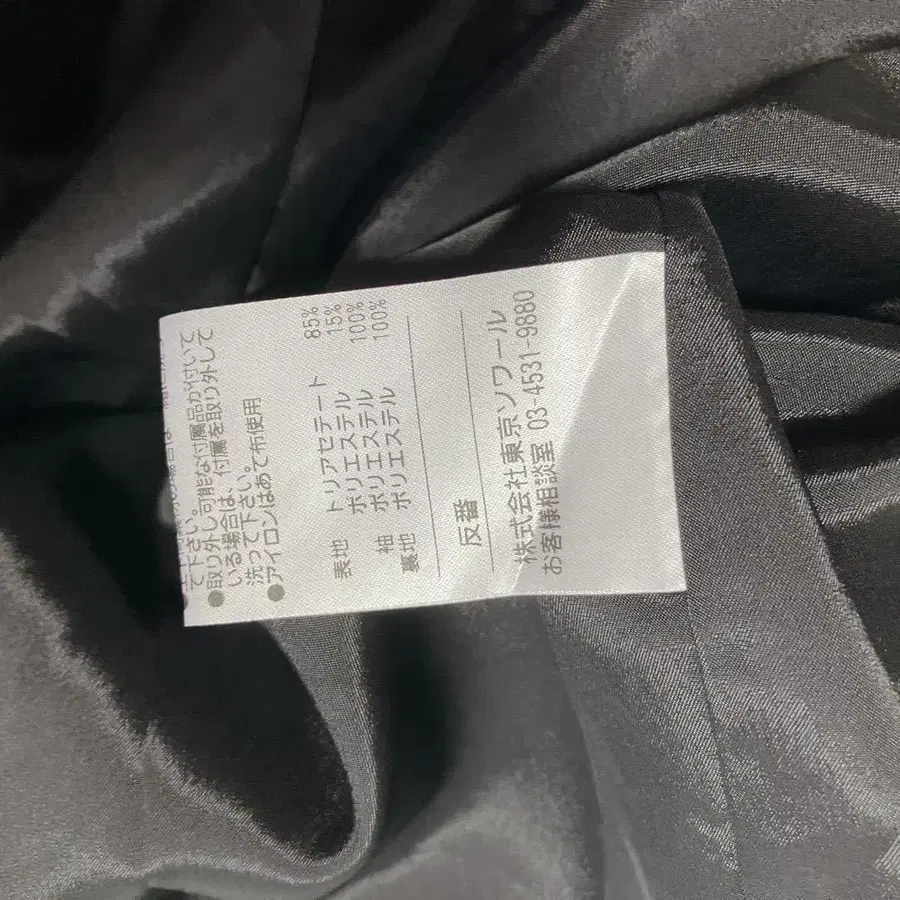 て下さい。
●取り外し可能な付属品が付いて
いる場合は、付属を取り外して
洗って下さい。
●アイロンはあて布使用
表地 トリアセテート 85%
ポリエステル 15%
袖 ポリエステル 100%
裏地 ポリエステル 100%
反番
株式会社東京ソワール
お客様相談室 03-4531-9880